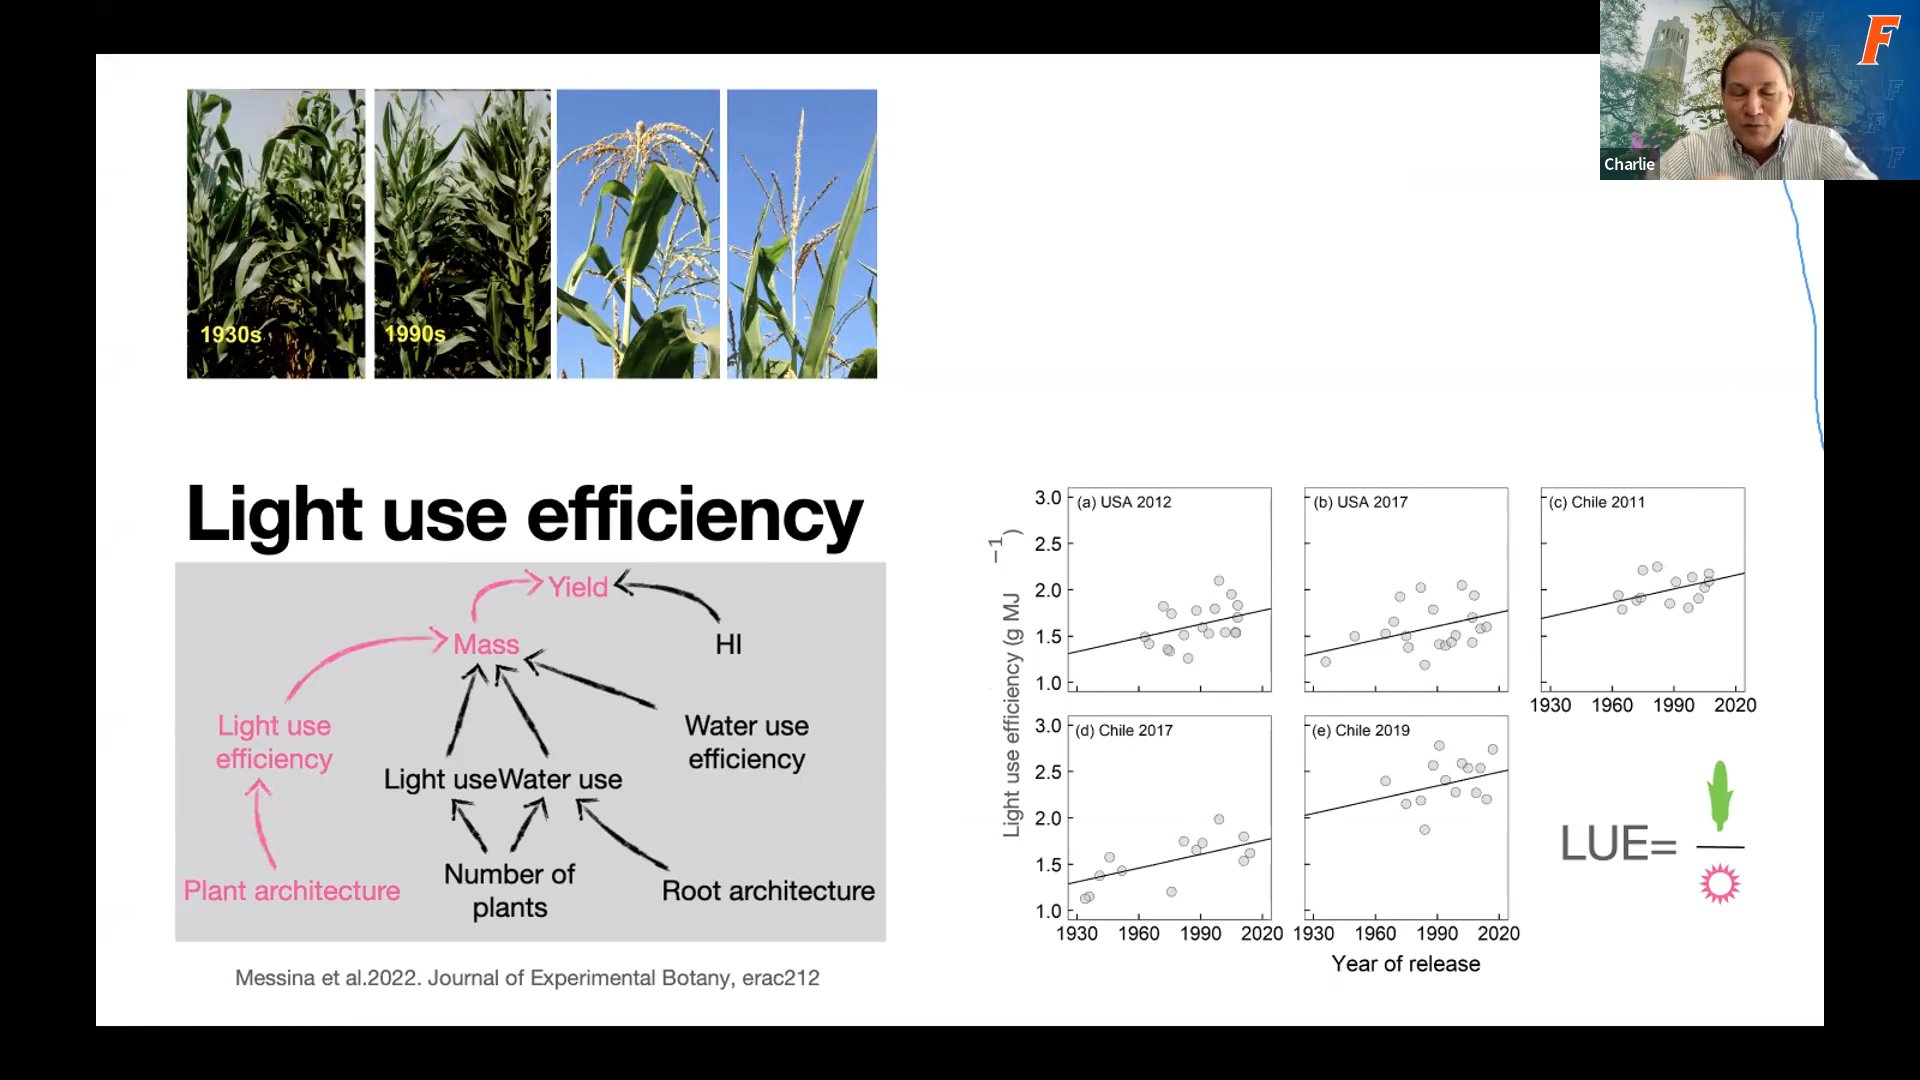 F
Charlie
1930s
1990s
Light use efficiency
Yield
Mass
HI
Light use
efficiency
Water use
efficiency
Light use
Water use
Number of
plants
Plant architecture
Root architecture
Messina et al.2022. Journal of Experimental Botany, erac212
Light use efficiency (g MJ −1)
(a) USA 2012
3.0
2.5
2.0
1.5
1.0
(b) USA 2017
(c) Chile 2011
1930 1960 1990 2020
(d) Chile 2017
3.0
2.5
2.0
1.5
1.0
1930 1960 1990 2020
(e) Chile 2019
1930 1960 1990 2020
Year of release
LUE=